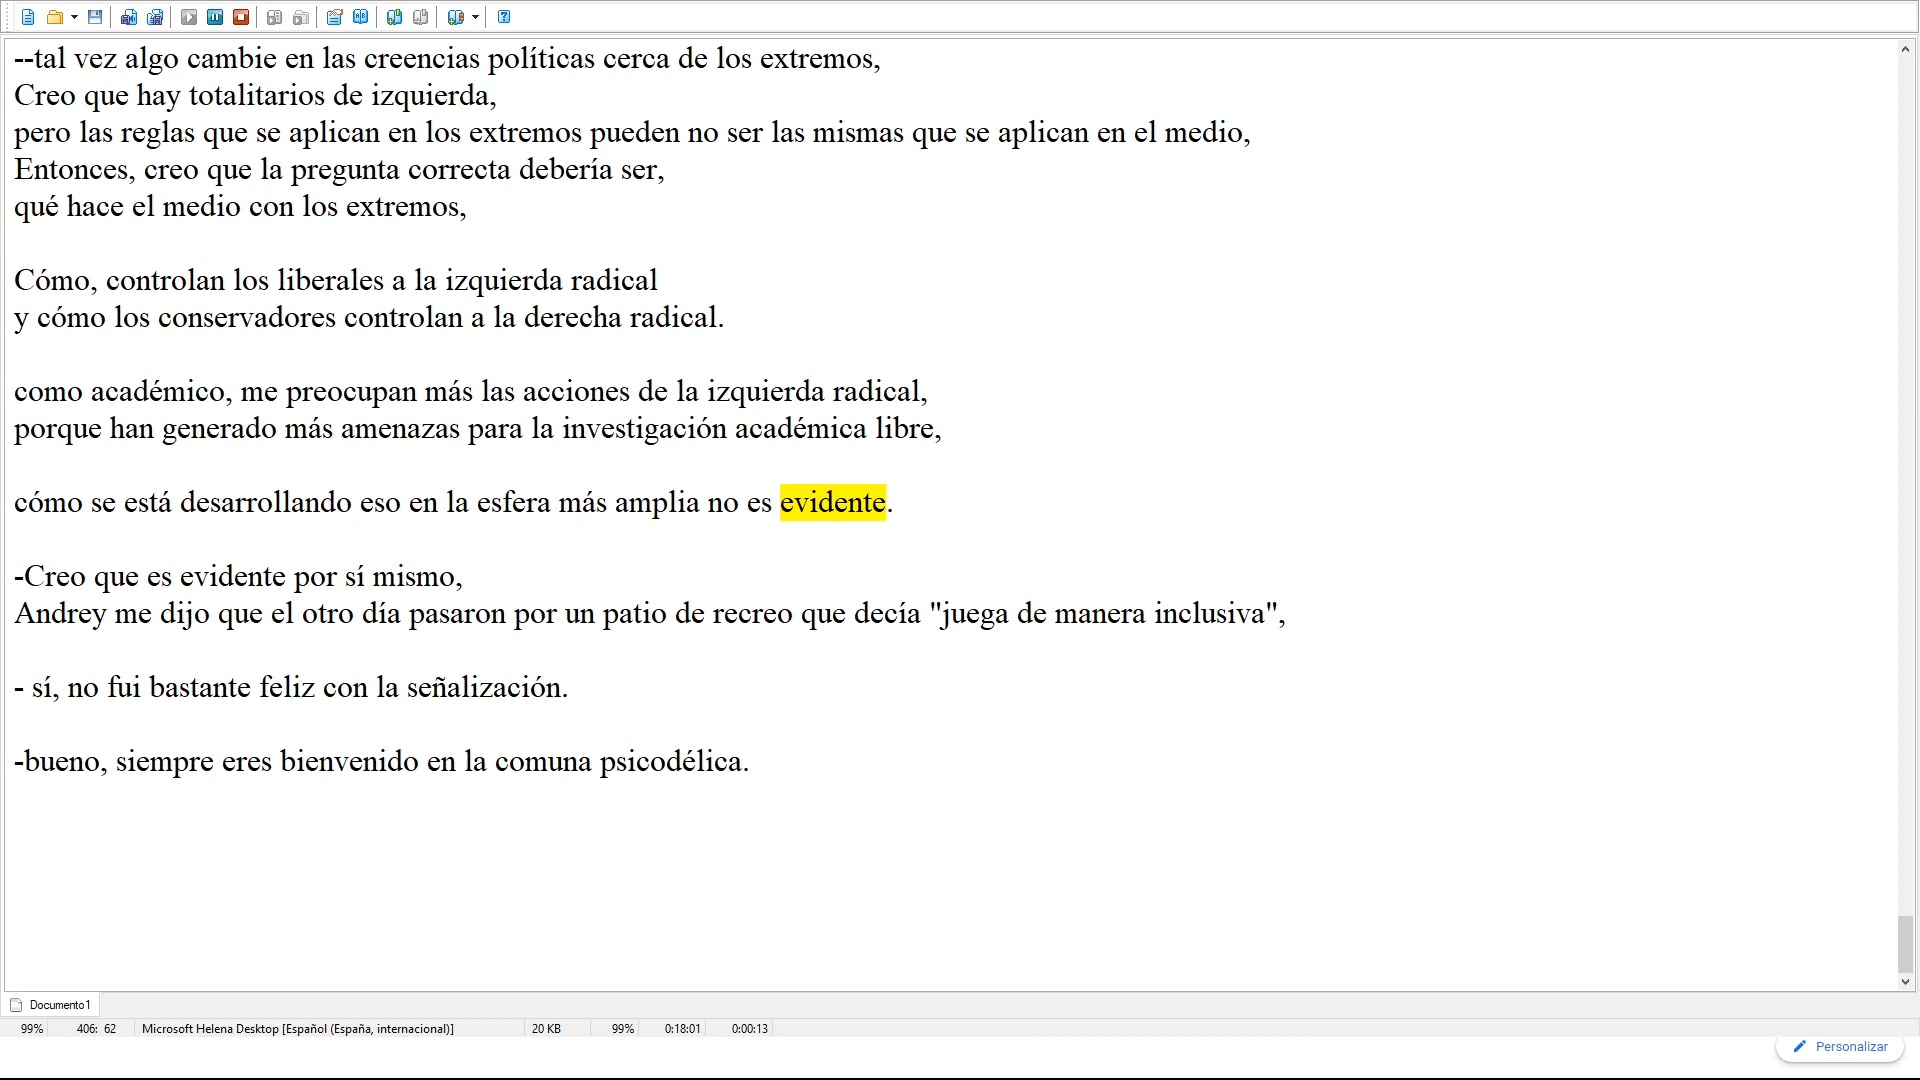 --tal vez algo cambie en las creencias políticas cerca de los extremos,
Creo que hay totalitarios de izquierda,
pero las reglas que se aplican en los extremos pueden no ser las mismas que se aplican en el medio,
Entonces, creo que la pregunta correcta debería ser,
qué hace el medio con los extremos,
Cómo, controlan los liberales a la izquierda radical
y cómo los conservadores controlan a la derecha radical.
como académico, me preocupan más las acciones de la izquierda radical,
porque han generado más amenazas para la investigación académica libre,
cómo se está desarrollando eso en la esfera más amplia no es evidente.
-Creo que es evidente por sí mismo,
Andrey me dijo que el otro día pasaron por un patio de recreo que decía "juega de manera inclusiva",
- sí, no fui bastante feliz con la señalización.
-bueno, siempre eres bienvenido en la comuna psicodélica.
Documento1
99% 406: 62 Microsoft Helena Desktop [Español (España, internacional)] 20 KB 99% 0:18:01 0:00:13
Personalizar